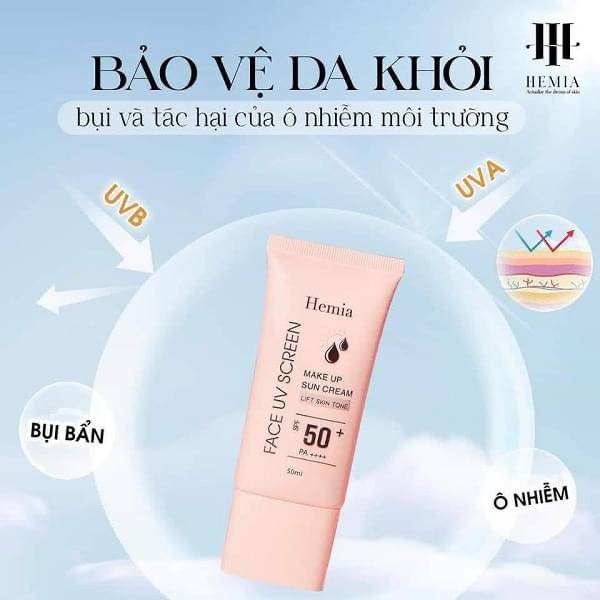 BẢO VỆ DA KHỎI
bụi và tác hại của ô nhiễm môi trường
HEMIA
UVB
UVA
Hemia
FACE UV SCREEN
MAKE UP
SUN CREAM
LIFT SKIN TONE
SPF 50+
PA ++++
50ml
BỤI BẨN
Ô NHIỄM